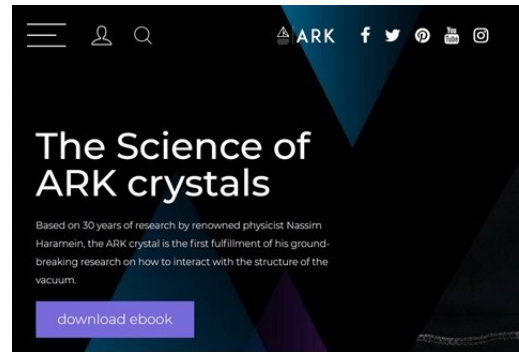 ARK
You
Tube
The Science of
ARK crystals
Based on 30 years of research by renowned physicist Nassim
Haramein, the ARK crystal is the first fulfillment of his ground-
breaking research on how to interact with the structure of the
vacuum.
download ebook